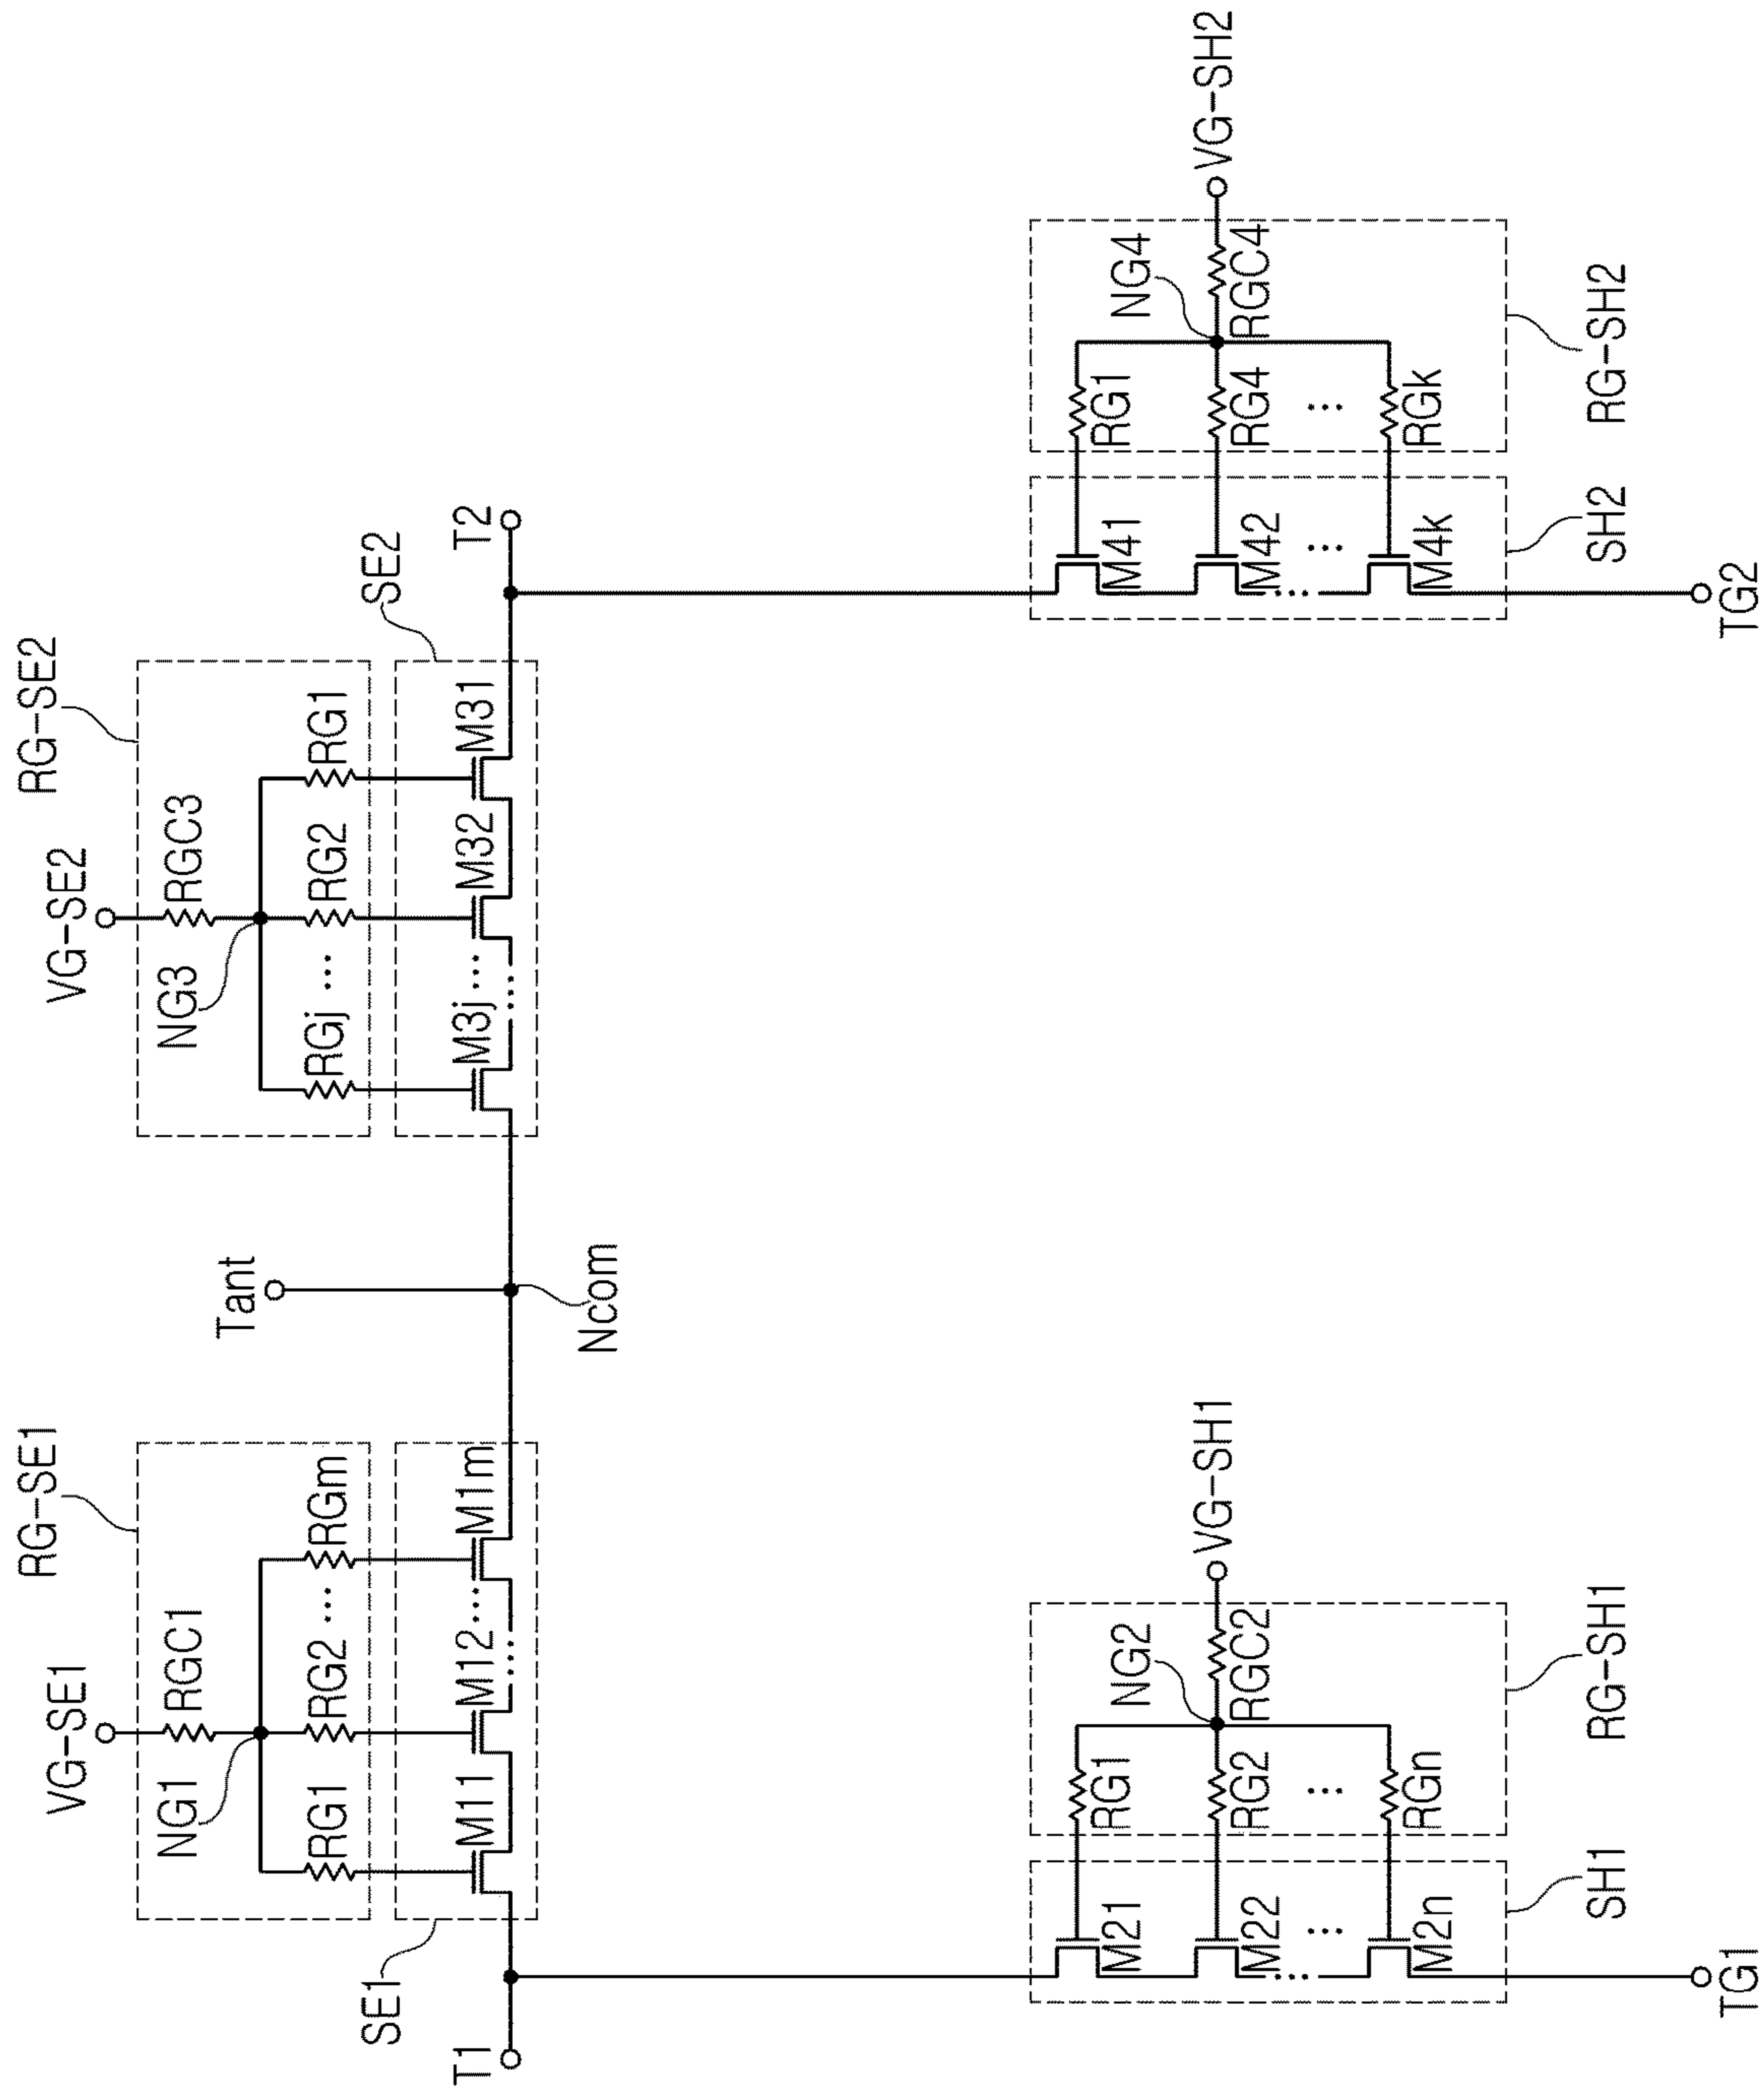 RG-SE1
VG-SE1
RGC1
NG1
RG1
RG2
...
RGm
SE1
M11
M12
...
M1m
...
T1
Tant
Ncom
RG-SE2
VG-SE2
RGC3
NG3
RGj
...
RG2
RG1
SE2
M3j
...
M32
M31
...
T2
M21
M22
...
M2n
...
RG1
RG2
...
RGn
NG2
RGC2
VG-SH1
SH1
RG-SH1
TG1
M41
M42
...
M4k
...
RG1
RG4
...
RGk
NG4
RGC4
VG-SH2
SH2
RG-SH2
TG2